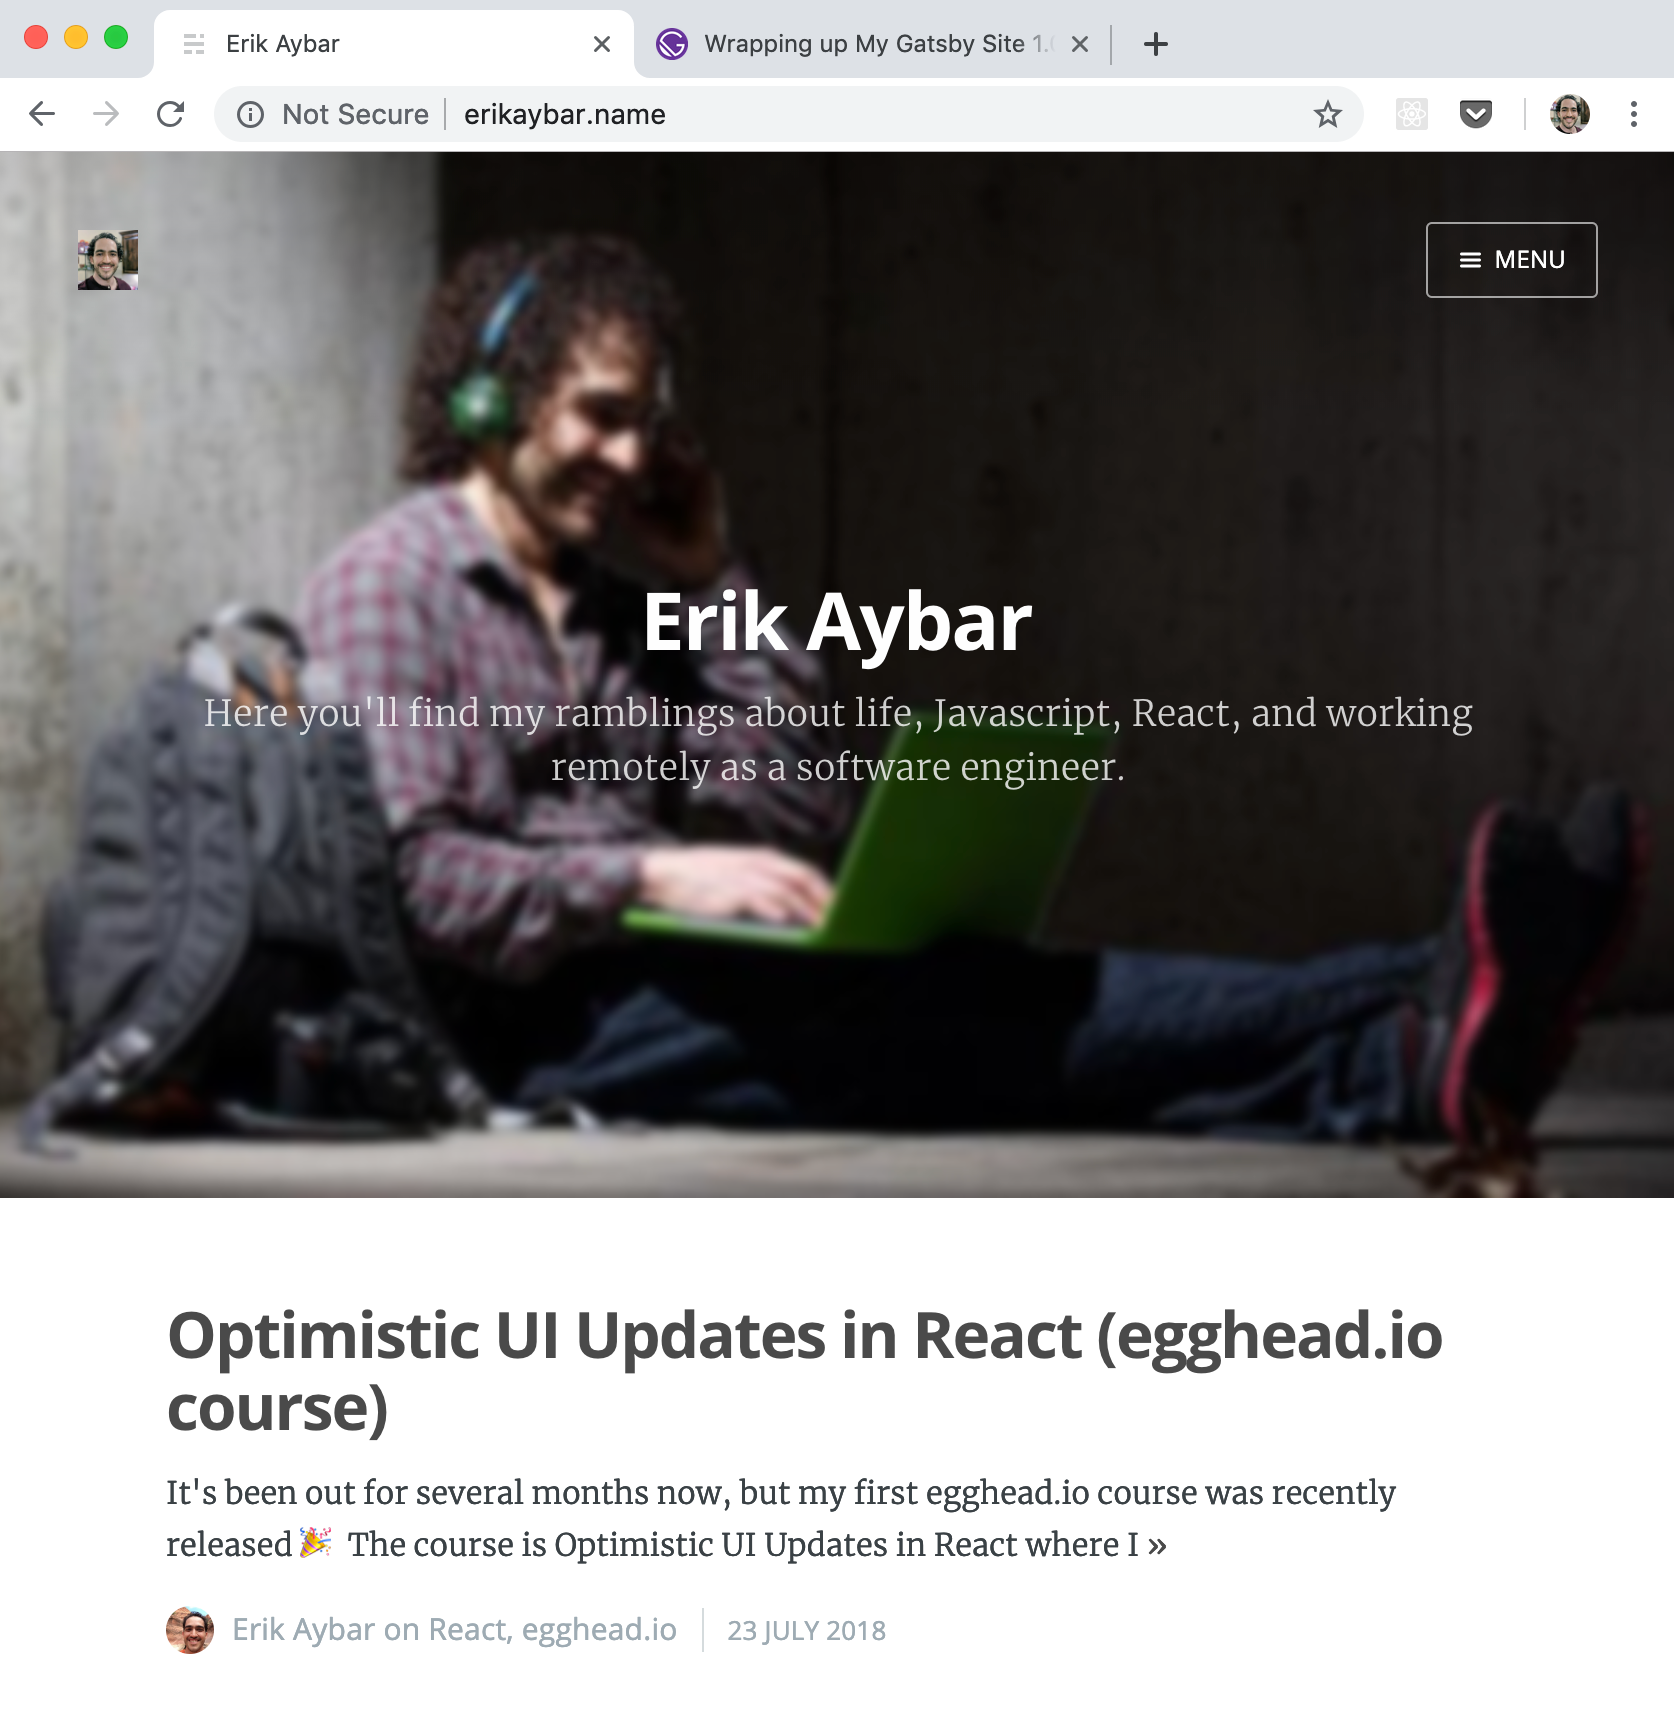 Erik Aybar
Wrapping up My Gatsby Site 1.
Not Secure
erikaybar.name
MENU
Erik Aybar
Here you'll find my ramblings about life, Javascript, React, and working
remotely as a software engineer.
Optimistic UI Updates in React (egghead.io
course)
It's been out for several months now, but my first egghead.io course was recently
released 🎉 The course is Optimistic UI Updates in React where I »
Erik Aybar on React, egghead.io
23 JULY 2018